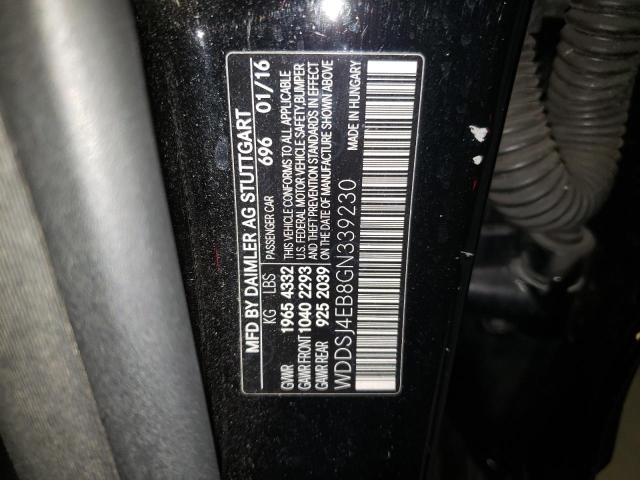 MFD BY DAIMLER AG STUTTGART
KG LBS PASSENGER CAR 696 01/16
GVWR 1965 4332 THIS VEHICLE CONFORMS TO ALL APPLICABLE
GAWR FRONT 1040 2293 U.S. FEDERAL MOTOR VEHICLE SAFETY, BUMPER
GAWR REAR 925 2039 AND THEFT PREVENTION STANDARDS IN EFFECT
ON THE DATE OF MANUFACTURE SHOWN ABOVE
WDDSJ4EB8GN339230 MADE IN HUNGARY